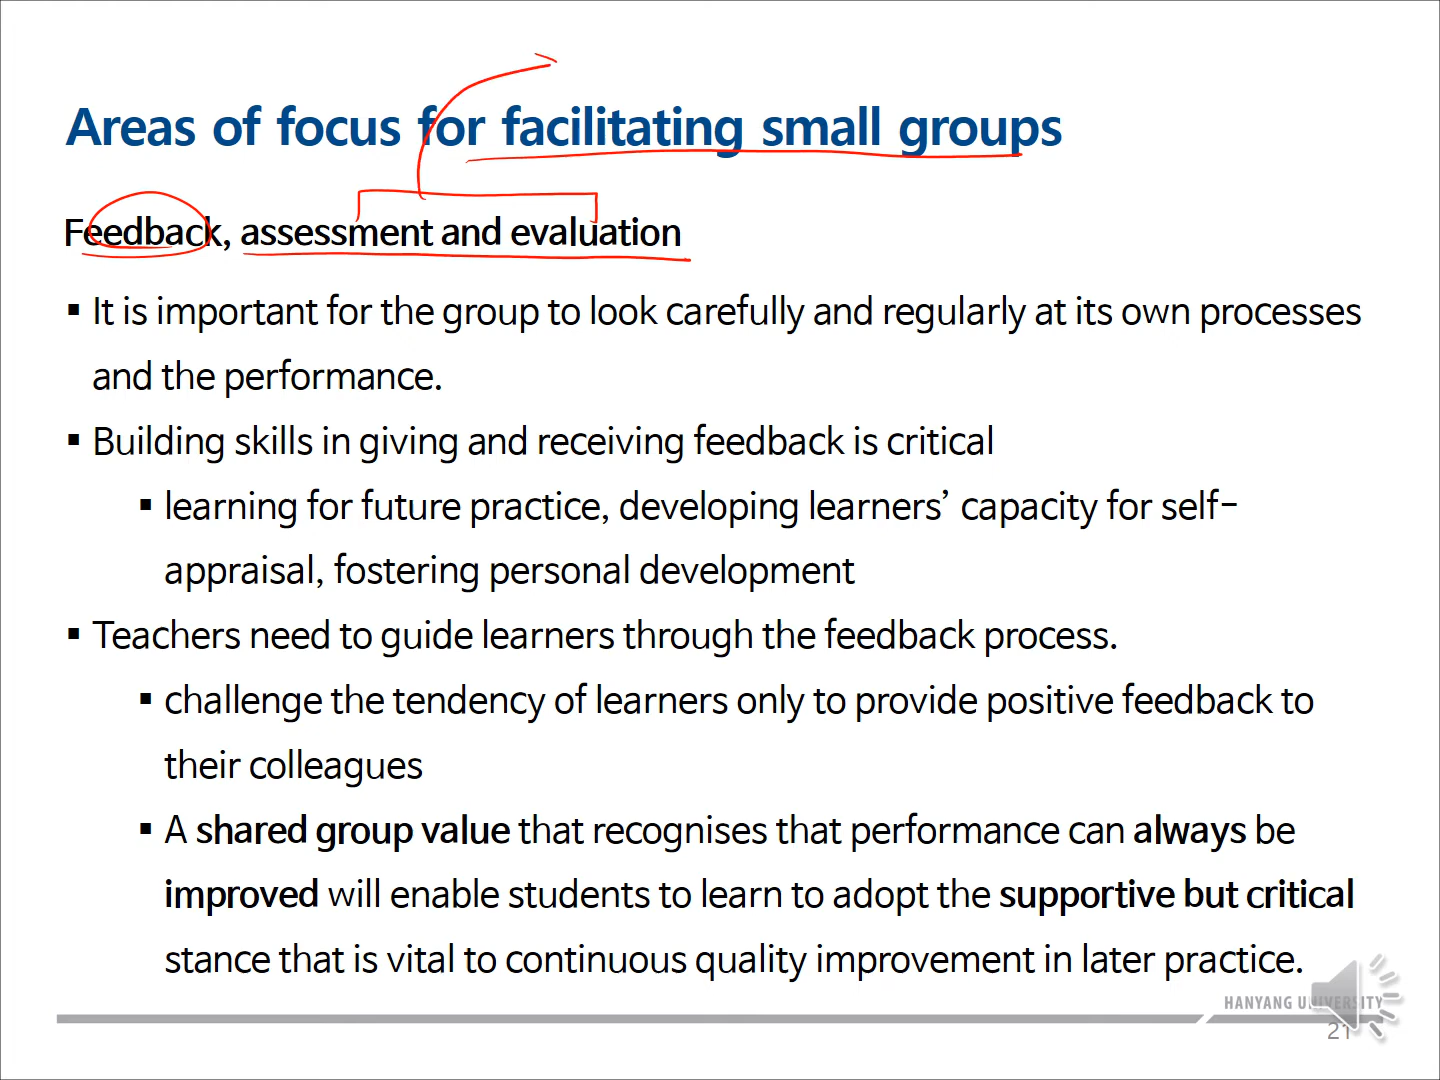 Areas of focus for facilitating small groups
Feedback, assessment and evaluation
▪ It is important for the group to look carefully and regularly at its own processes
and the performance.
▪ Building skills in giving and receiving feedback is critical
▪ learning for future practice, developing learners’ capacity for self-
appraisal, fostering personal development
▪ Teachers need to guide learners through the feedback process.
▪ challenge the tendency of learners only to provide positive feedback to
their colleagues
▪ A shared group value that recognises that performance can always be
improved will enable students to learn to adopt the supportive but critical
stance that is vital to continuous quality improvement in later practice.
HANYANG UNIVERSITY
21